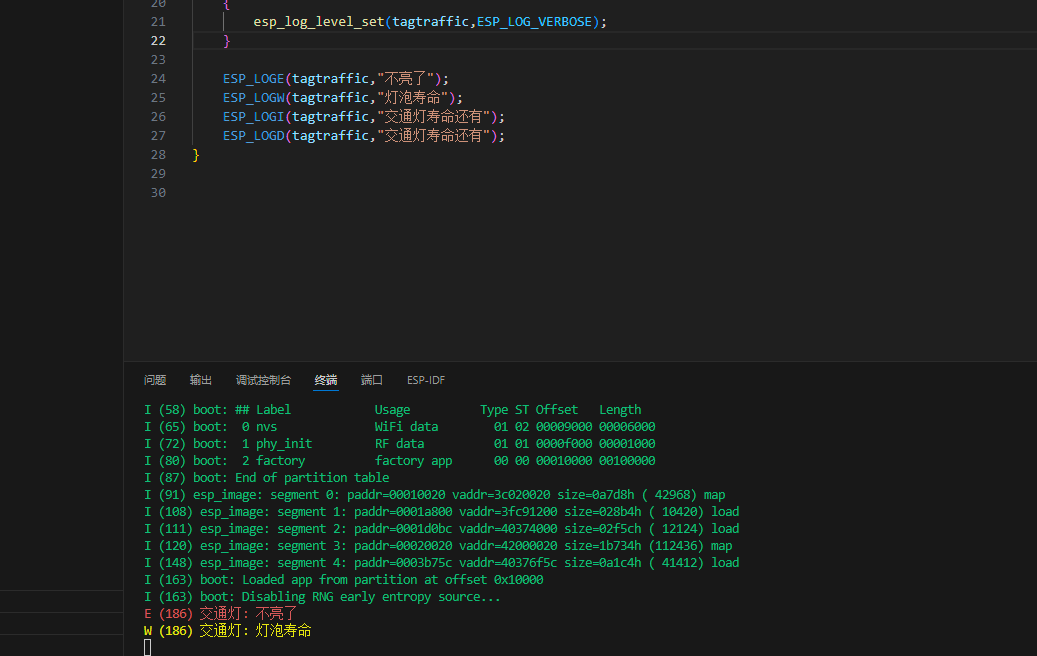 20 {
21 esp_log_level_set(tagtraffic,ESP_LOG_VERBOSE);
22 }
23
24 ESP_LOGE(tagtraffic,"不亮了");
25 ESP_LOGW(tagtraffic,"灯泡寿命");
26 ESP_LOGI(tagtraffic,"交通灯寿命还有");
27 ESP_LOGD(tagtraffic,"交通灯寿命还有");
28 }
29
30
问题 输出 调试控制台 终端 端口 ESP-IDF
I (58) boot: ## Label Usage Type ST Offset Length
I (65) boot: 0 nvs WiFi data 01 02 00009000 00006000
I (72) boot: 1 phy_init RF data 01 01 0000f000 00001000
I (80) boot: 2 factory factory app 00 00 00010000 00100000
I (87) boot: End of partition table
I (91) esp_image: segment 0: paddr=00010020 vaddr=3c020020 size=0a7d8h ( 42968) map
I (108) esp_image: segment 1: paddr=0001a800 vaddr=3fc91200 size=028b4h ( 10420) load
I (111) esp_image: segment 2: paddr=0001d0bc vaddr=40374000 size=02f5ch ( 12124) load
I (120) esp_image: segment 3: paddr=00020020 vaddr=42000020 size=1b734h (112436) map
I (148) esp_image: segment 4: paddr=0003b75c vaddr=40376f5c size=0a1c4h ( 41412) load
I (163) boot: Loaded app from partition at offset 0x10000
I (163) boot: Disabling RNG early entropy source...
E (186) 交通灯: 不亮了
W (186) 交通灯: 灯泡寿命